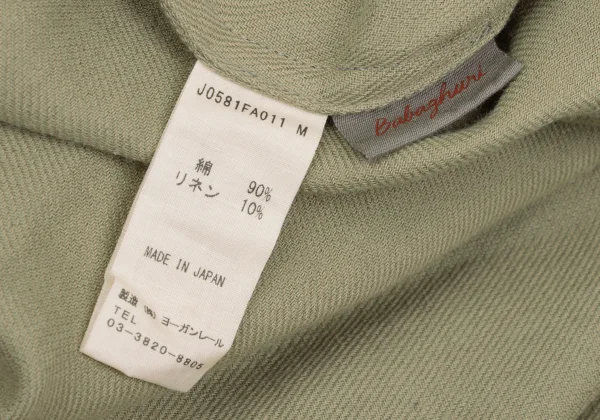 J0581FA011 M
綿 90%
リネン 10%
MADE IN JAPAN
製造 ㈱ ヨーガンレール
TEL
03-3820-8805
Babaghuri